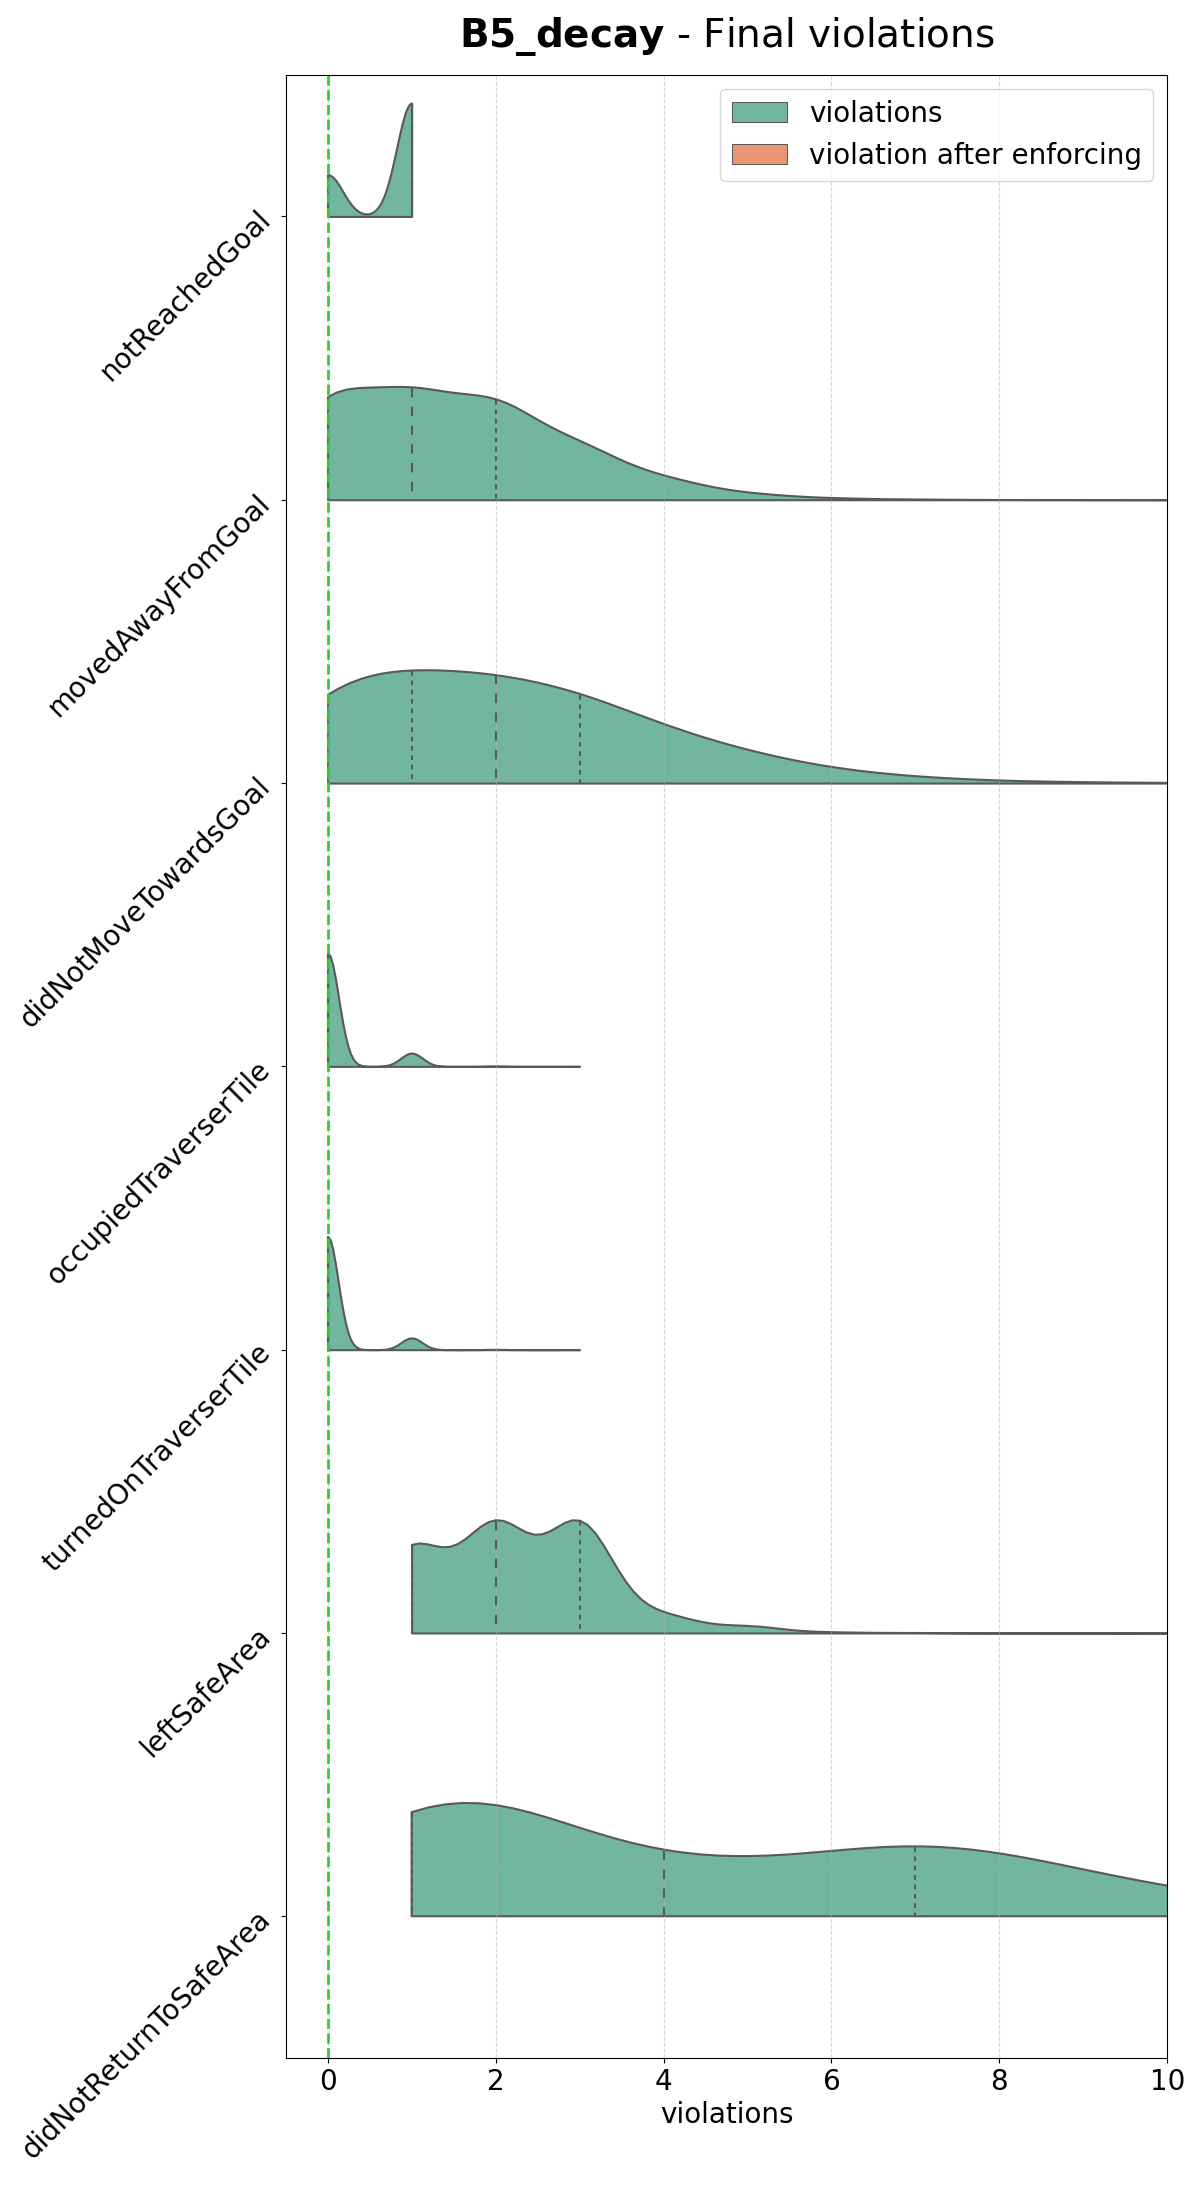 B5_decay - Final violations
violations
violation after enforcing
notReachedGoal
movedAwayFromGoal
didNotMoveTowardsGoal
occupiedTraverserTile
turnedOnTraverserTile
leftSafeArea
didNotReturnToSafeArea
0 2 4 6 8 10
violations